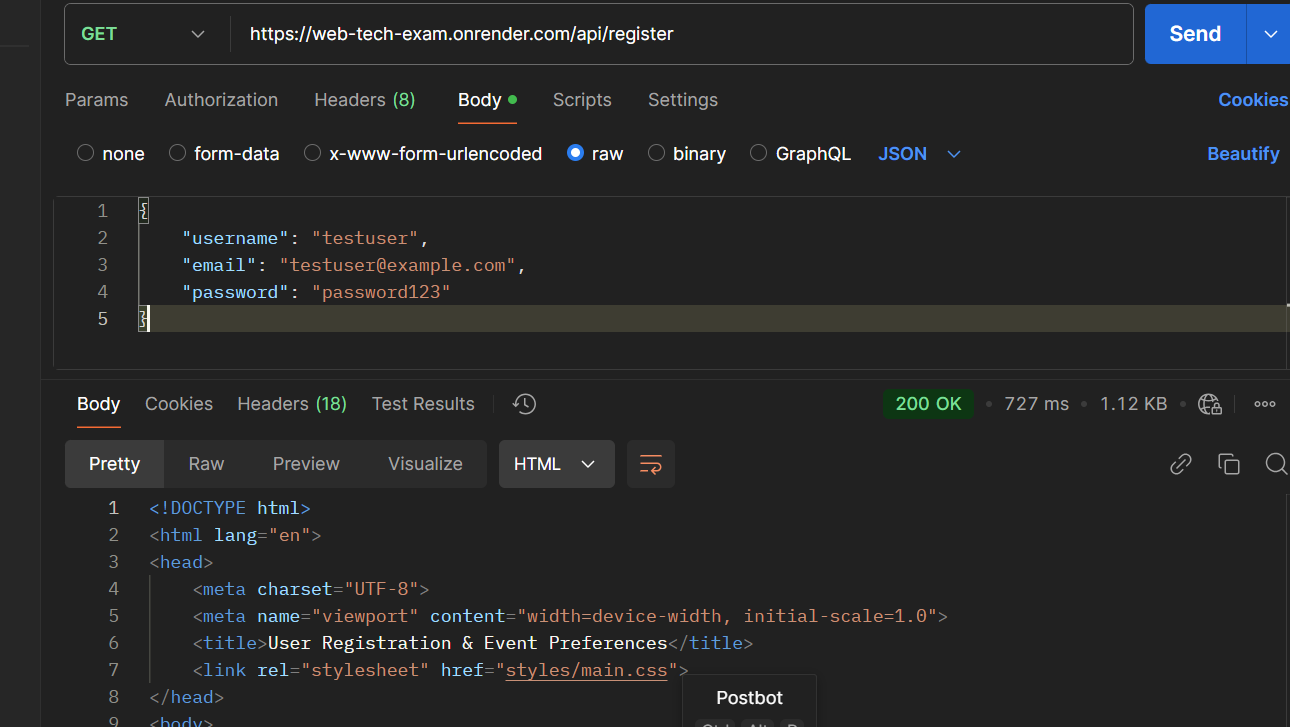 GET https://web-tech-exam.onrender.com/api/register Send
Params Authorization Headers (8) Body Scripts Settings Cookies
none form-data x-www-form-urlencoded raw binary GraphQL JSON Beautify
1 {
2 "username": "testuser",
3 "email": "testuser@example.com",
4 "password": "password123"
5 }
Body Cookies Headers (18) Test Results 200 OK • 727 ms • 1.12 KB •
Pretty Raw Preview Visualize HTML
1 <!DOCTYPE html>
2 <html lang="en">
3 <head>
4 <meta charset="UTF-8">
5 <meta name="viewport" content="width=device-width, initial-scale=1.0">
6 <title>User Registration & Event Preferences</title>
7 <link rel="stylesheet" href="styles/main.css">
8 </head>
Postbot
9 <body>